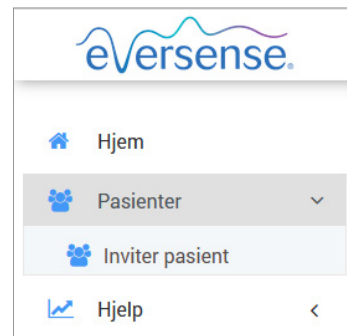 eversense.
Hjem
Pasienter
Inviter pasient
Hjelp